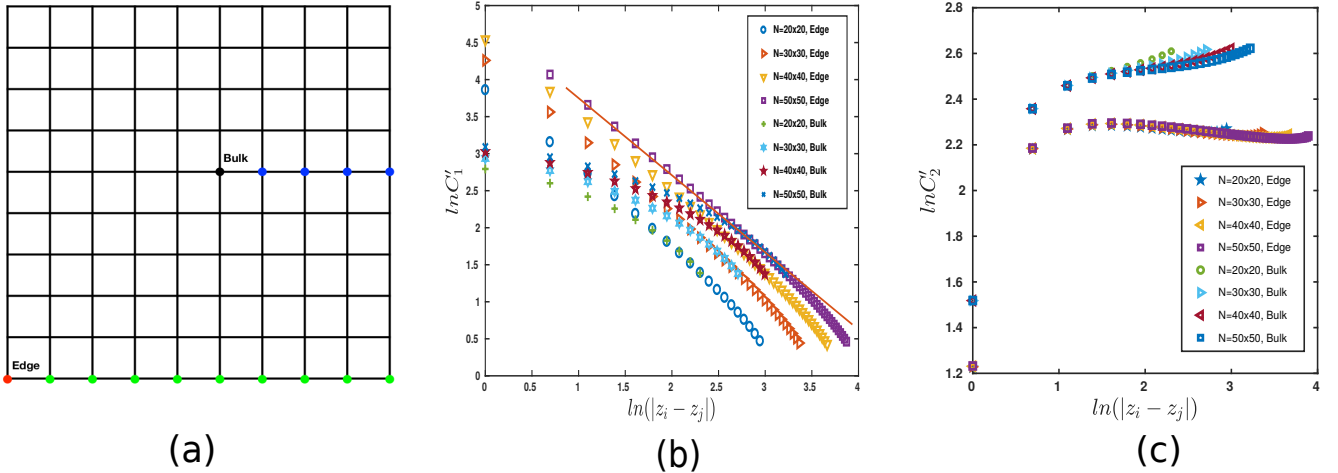 Bulk
Edge
(a)
5
4.5
4
3.5
3
2.5
2
1.5
1
0.5
0
0
0.5
1
1.5
2
2.5
3
3.5
4
lnC′₁
ln(|zᵢ − zⱼ|)
N=20x20, Edge
N=30x30, Edge
N=40x40, Edge
N=50x50, Edge
N=20x20, Bulk
N=30x30, Bulk
N=40x40, Bulk
N=50x50, Bulk
(b)
2.8
2.6
2.4
2.2
2
1.8
1.6
1.4
1.2
0
1
2
3
4
lnC′₂
ln(|zᵢ − zⱼ|)
N=20x20, Edge
N=30x30, Edge
N=40x40, Edge
N=50x50, Edge
N=20x20, Bulk
N=30x30, Bulk
N=40x40, Bulk
N=50x50, Bulk
(c)